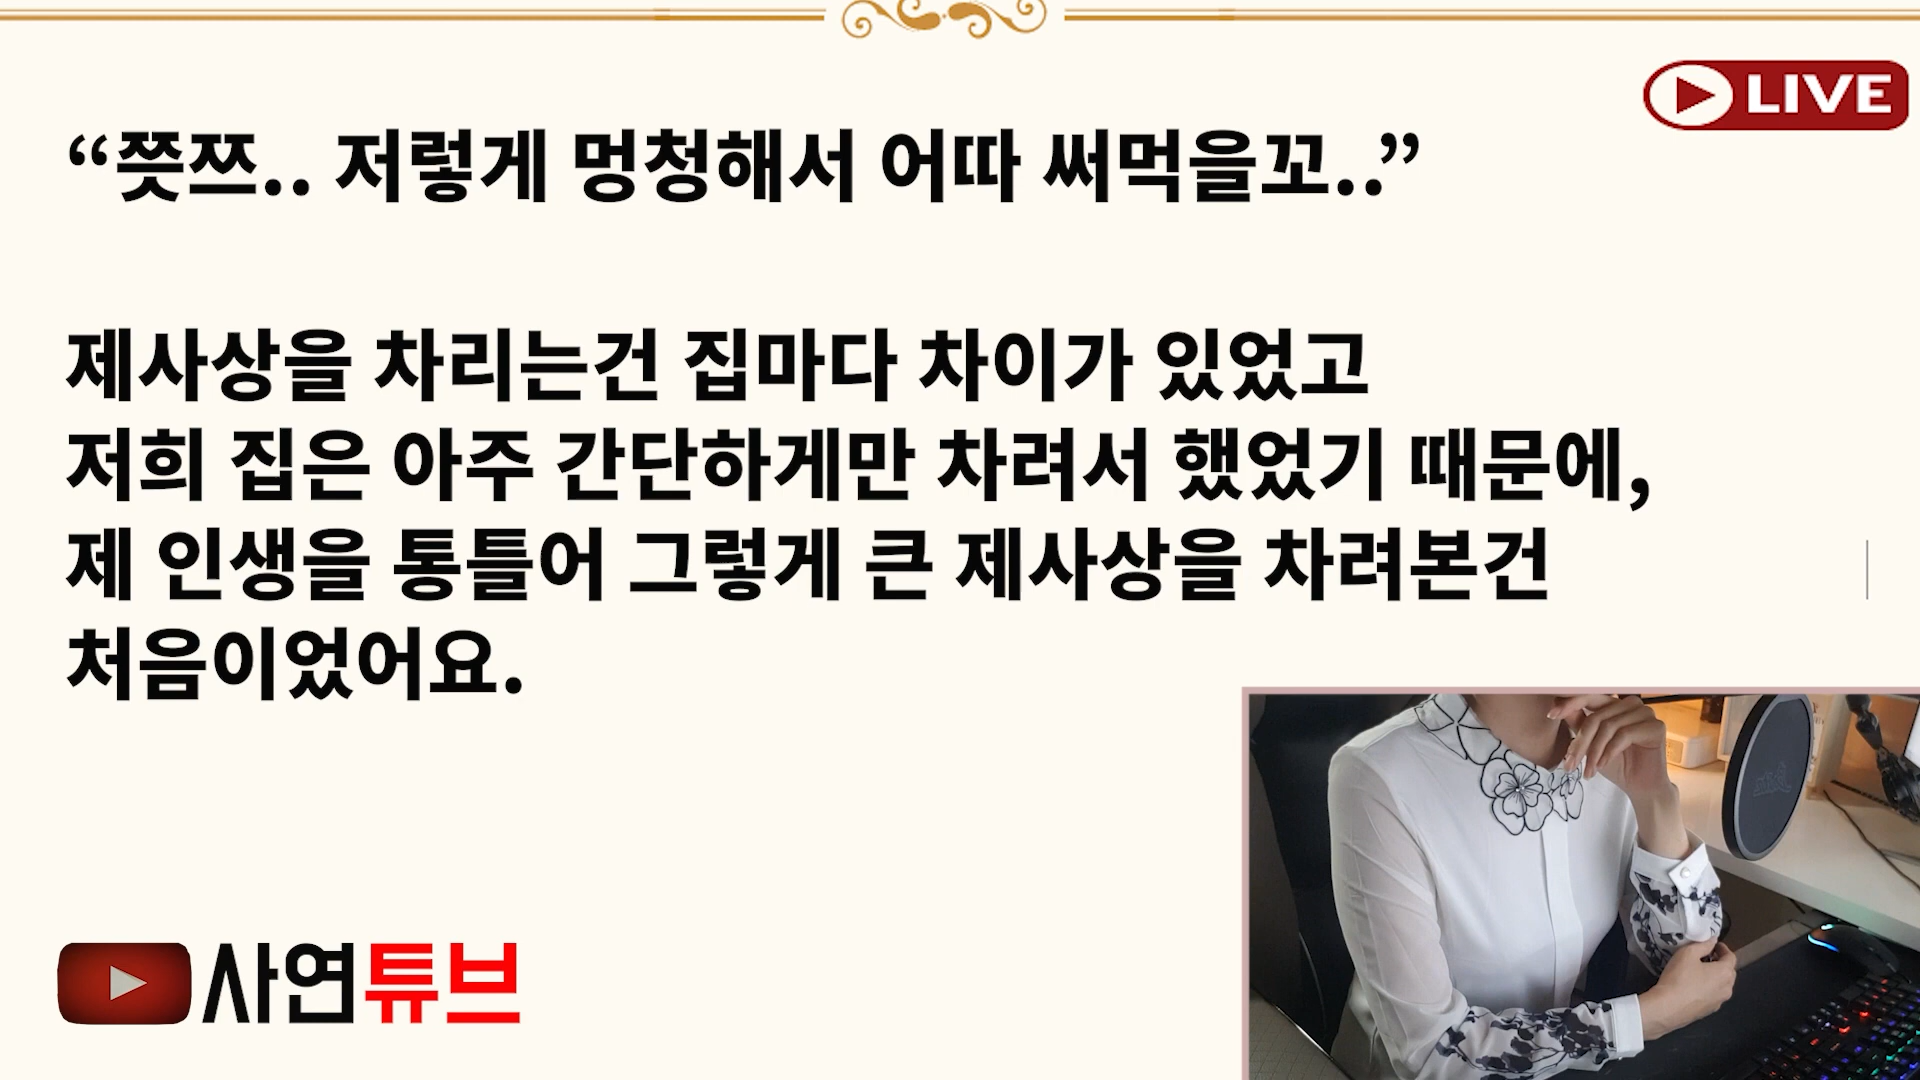 LIVE
“쯧쯔.. 저렇게 멍청해서 어따 써먹을꼬..”
제사상을 차리는건 집마다 차이가 있었고
저희 집은 아주 간단하게만 차려서 했었기 때문에,
제 인생을 통틀어 그렇게 큰 제사상을 차려본건
처음이었어요.
사연튜브